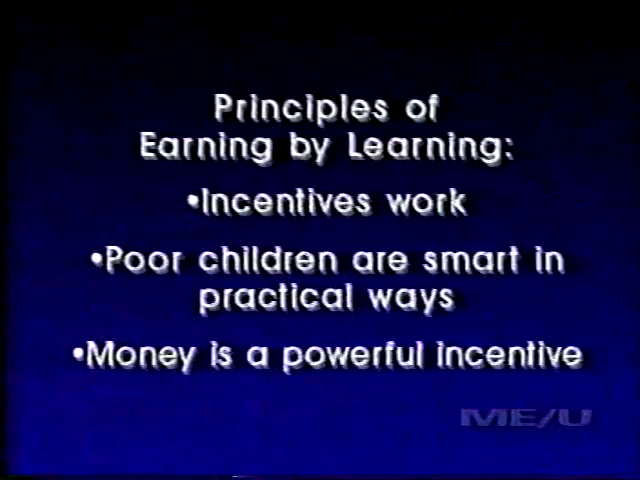 Principles of
Earning by Learning:
•Incentives work
•Poor children are smart in
practical ways
•Money is a powerful incentive
ME/U